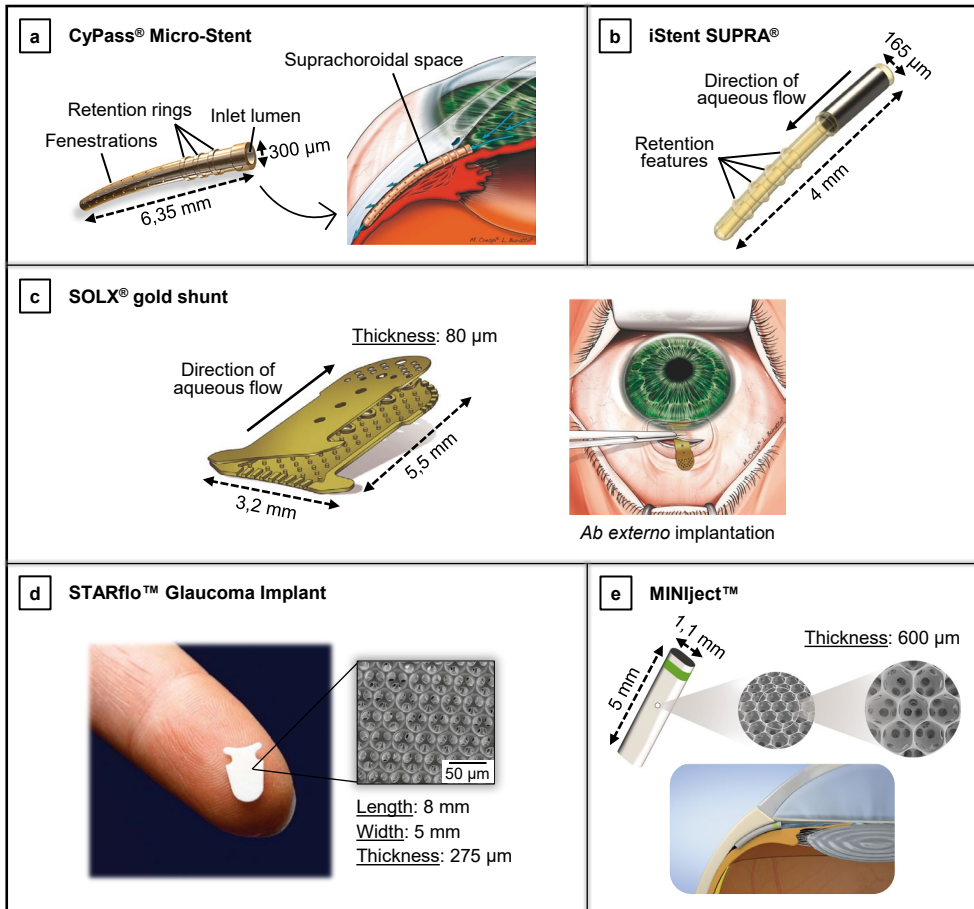 a
CyPass® Micro-Stent
Suprachoroidal space
Retention rings
Inlet lumen
Fenestrations
300 µm
6,35 mm
b
iStent SUPRA®
165 µm
Direction of
aqueous flow
Retention
features
4 mm
c
SOLX® gold shunt
Thickness: 80 µm
Direction of
aqueous flow
5,5 mm
3,2 mm
Ab externo implantation
d
STARflo™ Glaucoma Implant
50 µm
Length: 8 mm
Width: 5 mm
Thickness: 275 µm
e
MINIject™
1,1 mm
Thickness: 600 µm
5 mm